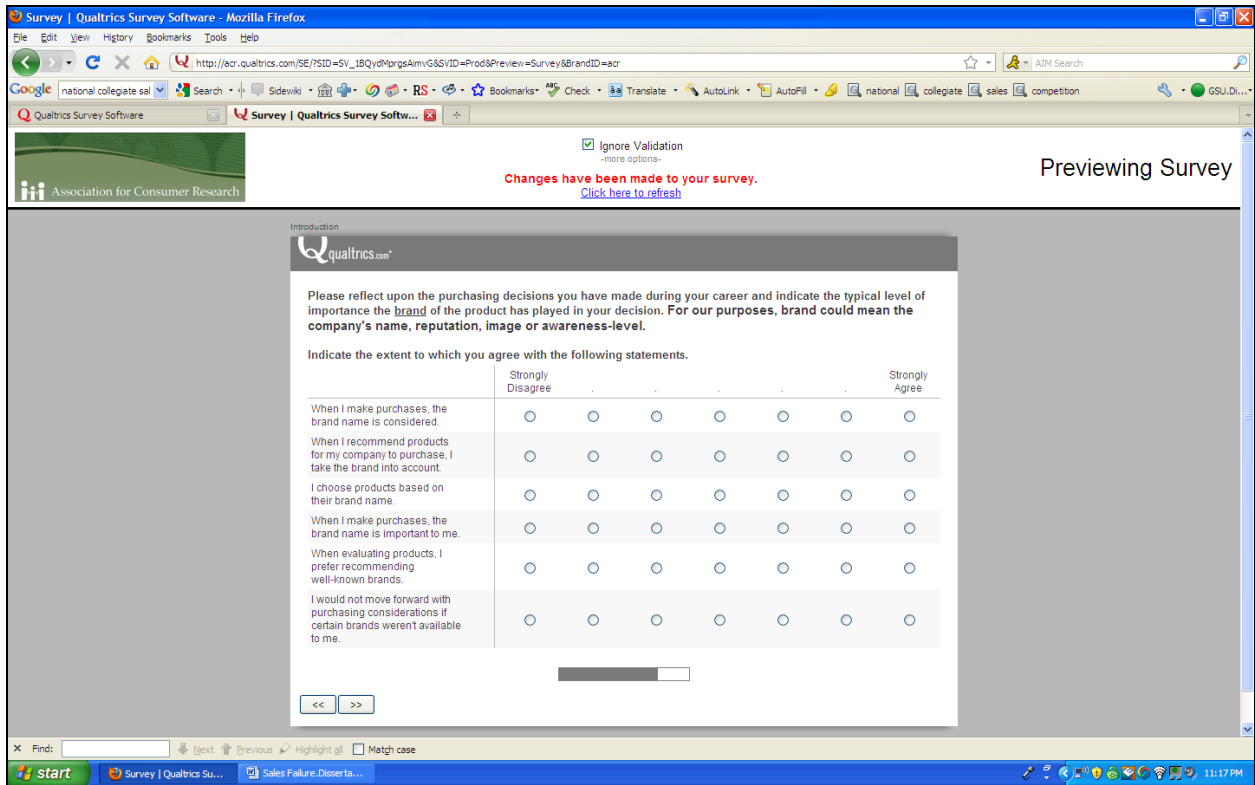 Survey | Qualtrics Survey Software - Mozilla Firefox
File Edit View History Bookmarks Tools Help
http://acr.qualtrics.com/SE/?SID=SV_1BQydMprgsAimvG&SVID=Prod&Preview=Survey&BrandID=acr
AIM Search
Google national collegiate sal Search Sidewiki RS Bookmarks Check Translate AutoLink AutoFill national collegiate sales competition GSU.Di...
Qualtrics Survey Software Survey | Qualtrics Survey Softw...
Ignore Validation
-more options-
Changes have been made to your survey.
Click here to refresh
Previewing Survey
Association for Consumer Research
Introduction
qualtrics.com
Please reflect upon the purchasing decisions you have made during your career and indicate the typical level of
importance the brand of the product has played in your decision. For our purposes, brand could mean the
company's name, reputation, image or awareness-level.
Indicate the extent to which you agree with the following statements.
Strongly
Disagree . . . . . Strongly
Agree
When I make purchases, the
brand name is considered.
When I recommend products
for my company to purchase, I
take the brand into account.
I choose products based on
their brand name.
When I make purchases, the
brand name is important to me.
When evaluating products, I
prefer recommending
well-known brands.
I would not move forward with
purchasing considerations if
certain brands weren't available
to me.
<< >>
Find: Next Previous Highlight all Match case
start Survey | Qualtrics Su... Sales Failure.Disserta... 11:17 PM